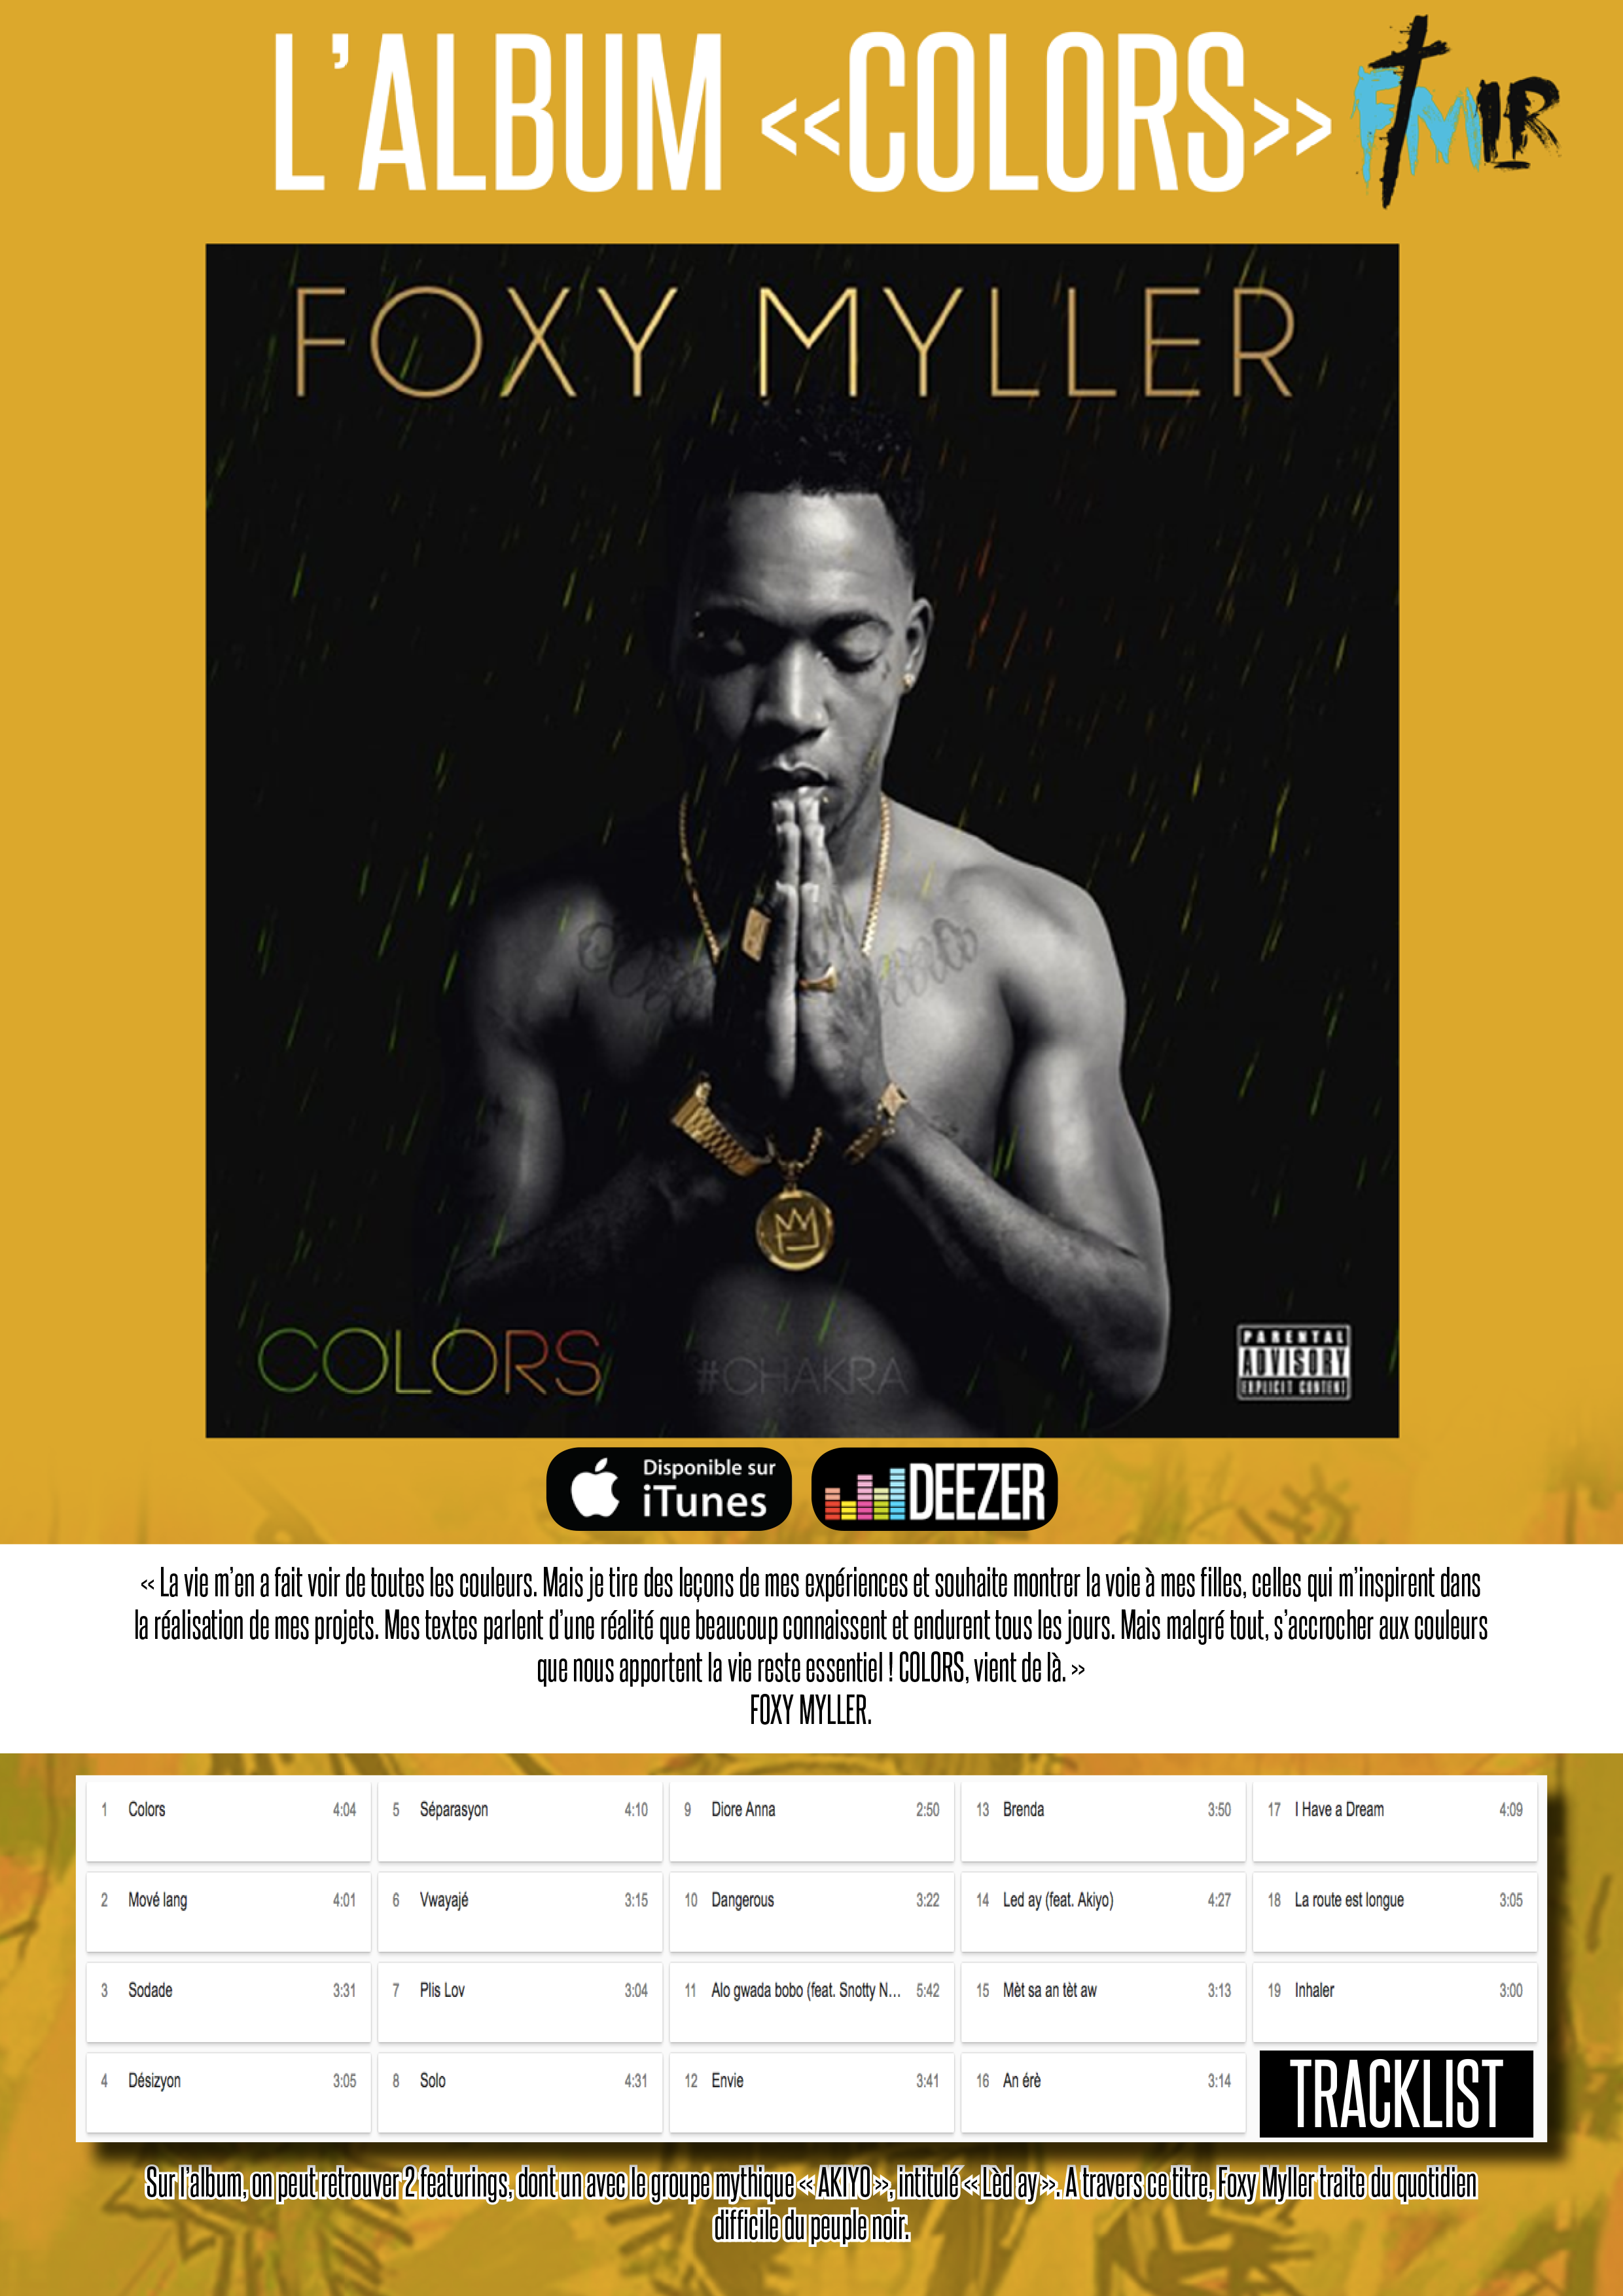 L'ALBUM <<COLORS>>
FMLR
FOXY MYLLER
COLORS
#CHAKRA
PARENTAL
ADVISORY
EXPLICIT CONTENT
Disponible sur
iTunes
DEEZER
« La vie m'en a fait voir de toutes les couleurs. Mais je tire des leçons de mes expériences et souhaite montrer la voie à mes filles, celles qui m'inspirent dans
la réalisation de mes projets. Mes textes parlent d'une réalité que beaucoup connaissent et endurent tous les jours. Mais malgré tout, s'accrocher aux couleurs
que nous apportent la vie reste essentiel ! COLORS, vient de là. »
FOXY MYLLER.
1 Colors 4:04
2 Mové lang 4:01
3 Sodade 3:31
4 Désizyon 3:05
5 Séparasyon 4:10
6 Vwayajé 3:15
7 Plis Lov 3:04
8 Solo 4:31
9 Diore Anna 2:50
10 Dangerous 3:22
11 Alo gwada bobo (feat. Snotty N... 5:42
12 Envie 3:41
13 Brenda 3:50
14 Led ay (feat. Akiyo) 4:27
15 Mèt sa an tèt aw 3:13
16 An érè 3:14
17 I Have a Dream 4:09
18 La route est longue 3:05
19 Inhaler 3:00
TRACKLIST
Sur l'album, on peut retrouver 2 featurings, dont un avec le groupe mythique « AKIYO », intitulé « Lèd ay ». A travers ce titre, Foxy Myller traite du quotidien
difficile du peuple noir.